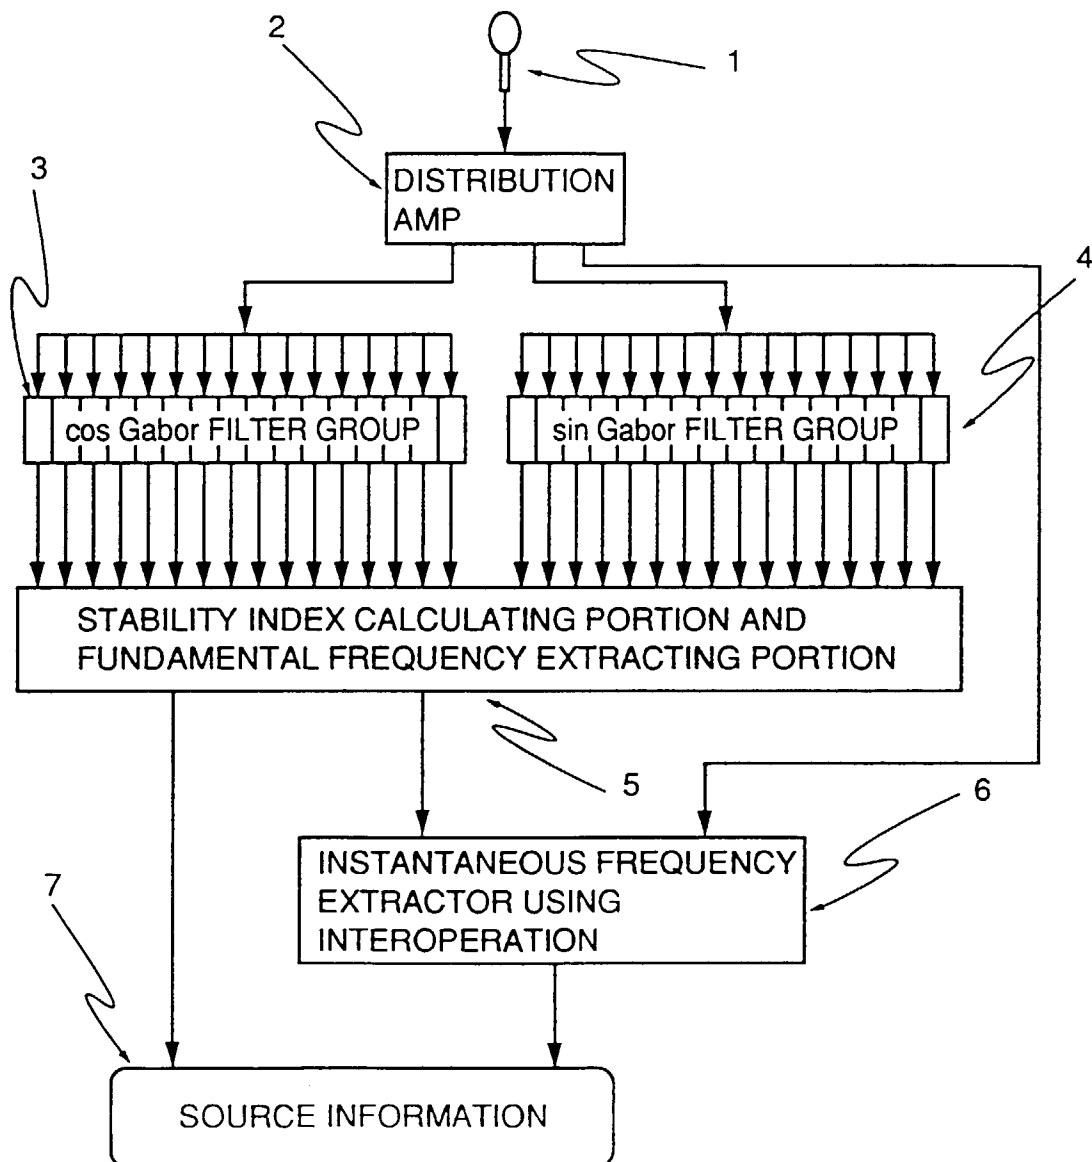 2
1
DISTRIBUTION
AMP
3
4
cos Gabor FILTER GROUP
sin Gabor FILTER GROUP
STABILITY INDEX CALCULATING PORTION AND
FUNDAMENTAL FREQUENCY EXTRACTING PORTION
5
6
INSTANTANEOUS FREQUENCY
EXTRACTOR USING
INTEROPERATION
7
SOURCE INFORMATION